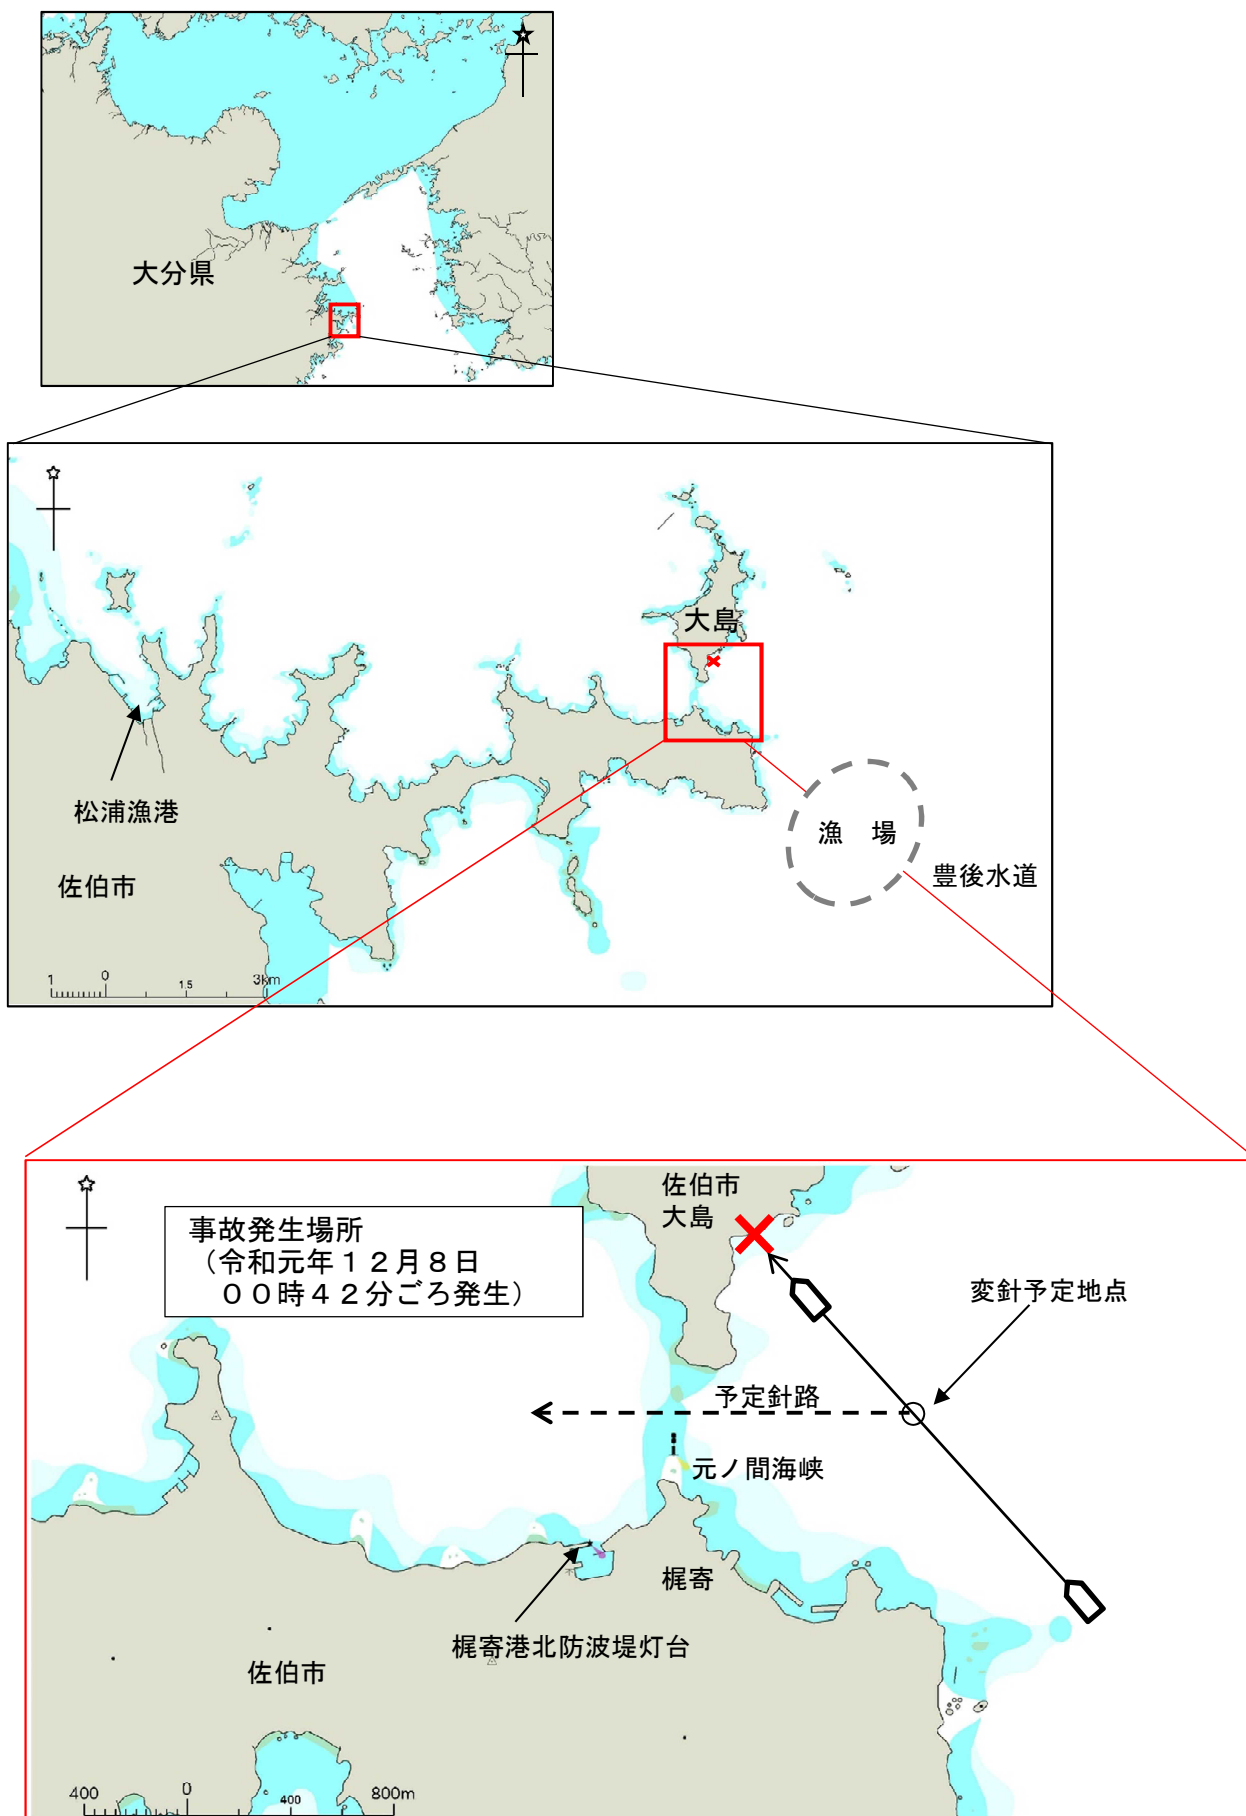 大分県
大島
松浦漁港
漁　場
佐伯市
豊後水道
1 0 1.5 3km
佐伯市
大島
事故発生場所
（令和元年１２月８日
００時４２分ごろ発生）
変針予定地点
予定針路
元ノ間海峡
梶寄
梶寄港北防波堤灯台
佐伯市
400 0 400 800m